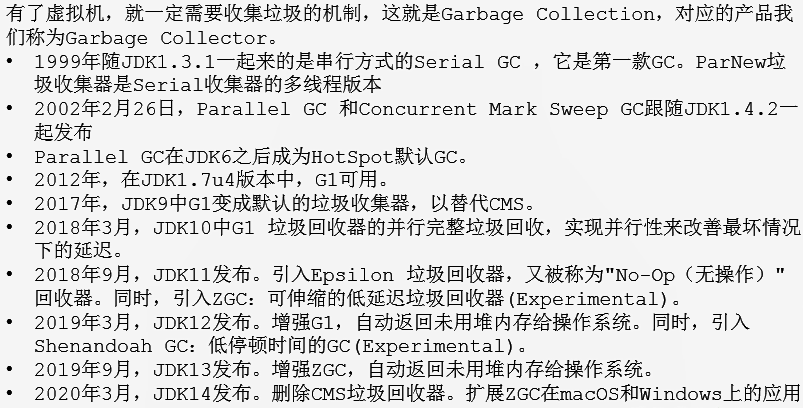 有了虚拟机，就一定需要收集垃圾的机制，这就是Garbage Collection，对应的产品我
们称为Garbage Collector。
• 1999年随JDK1.3.1一起来的是串行方式的Serial GC ，它是第一款GC。ParNew垃
圾收集器是Serial收集器的多线程版本
• 2002年2月26日，Parallel GC 和Concurrent Mark Sweep GC跟随JDK1.4.2一
起发布
• Parallel GC在JDK6之后成为HotSpot默认GC。
• 2012年，在JDK1.7u4版本中，G1可用。
• 2017年，JDK9中G1变成默认的垃圾收集器，以替代CMS。
• 2018年3月，JDK10中G1 垃圾回收器的并行完整垃圾回收，实现并行性来改善最坏情况
下的延迟。
• 2018年9月，JDK11发布。引入Epsilon 垃圾回收器，又被称为"No-Op（无操作）"
回收器。同时，引入ZGC：可伸缩的低延迟垃圾回收器(Experimental)。
• 2019年3月，JDK12发布。增强G1，自动返回未用堆内存给操作系统。同时，引入
Shenandoah GC：低停顿时间的GC(Experimental)。
• 2019年9月，JDK13发布。增强ZGC，自动返回未用堆内存给操作系统。
• 2020年3月，JDK14发布。删除CMS垃圾回收器。扩展ZGC在macOS和Windows上的应用